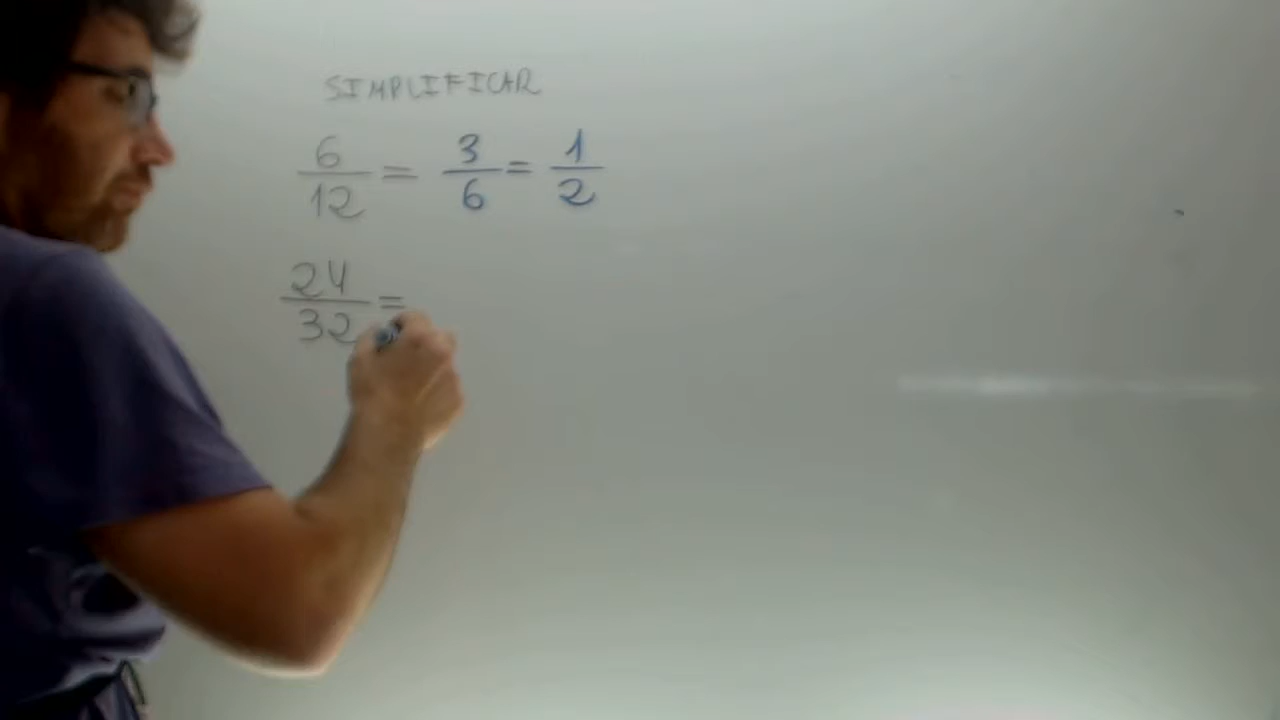 SIMPLIFICAR
6/12 = 3/6 = 1/2
24/32 =